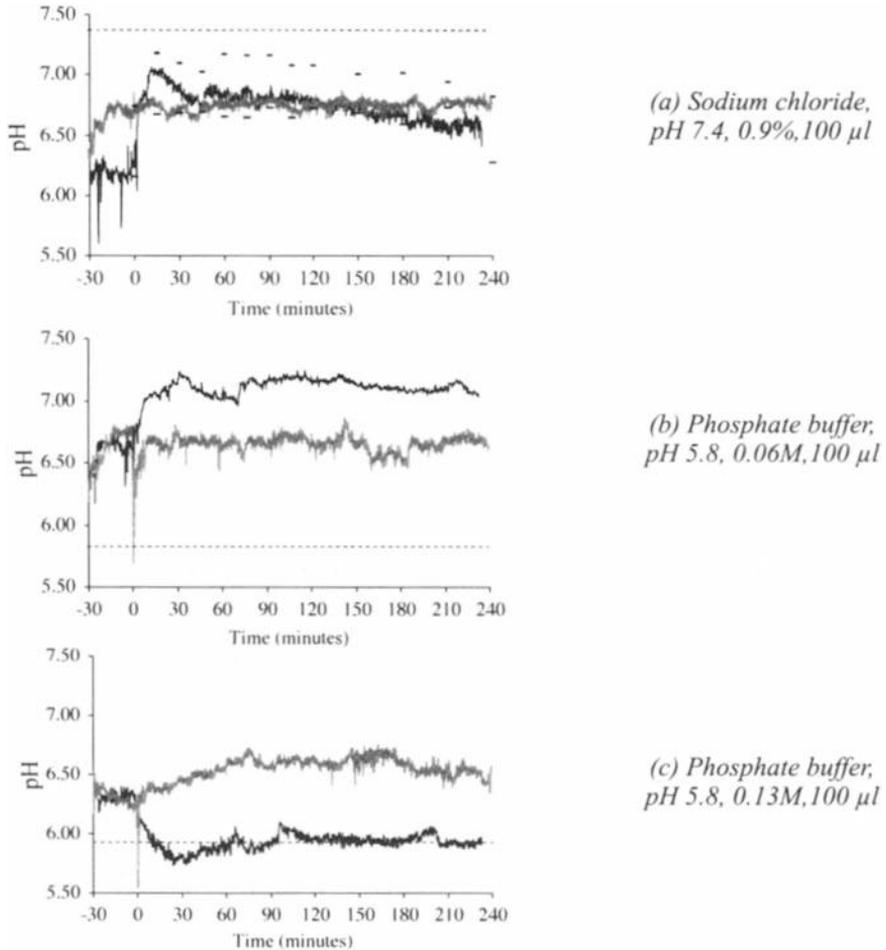 7.50
7.00
6.50
6.00
5.50
pH
-30 0 30 60 90 120 150 180 210 240
Time (minutes)
(a) Sodium chloride,
pH 7.4, 0.9%,100 µl
7.50
7.00
6.50
6.00
5.50
pH
-30 0 30 60 90 120 150 180 210 240
Time (minutes)
(b) Phosphate buffer,
pH 5.8, 0.06M,100 µl
7.50
7.00
6.50
6.00
5.50
pH
-30 0 30 60 90 120 150 180 210 240
Time (minutes)
(c) Phosphate buffer,
pH 5.8, 0.13M,100 µl